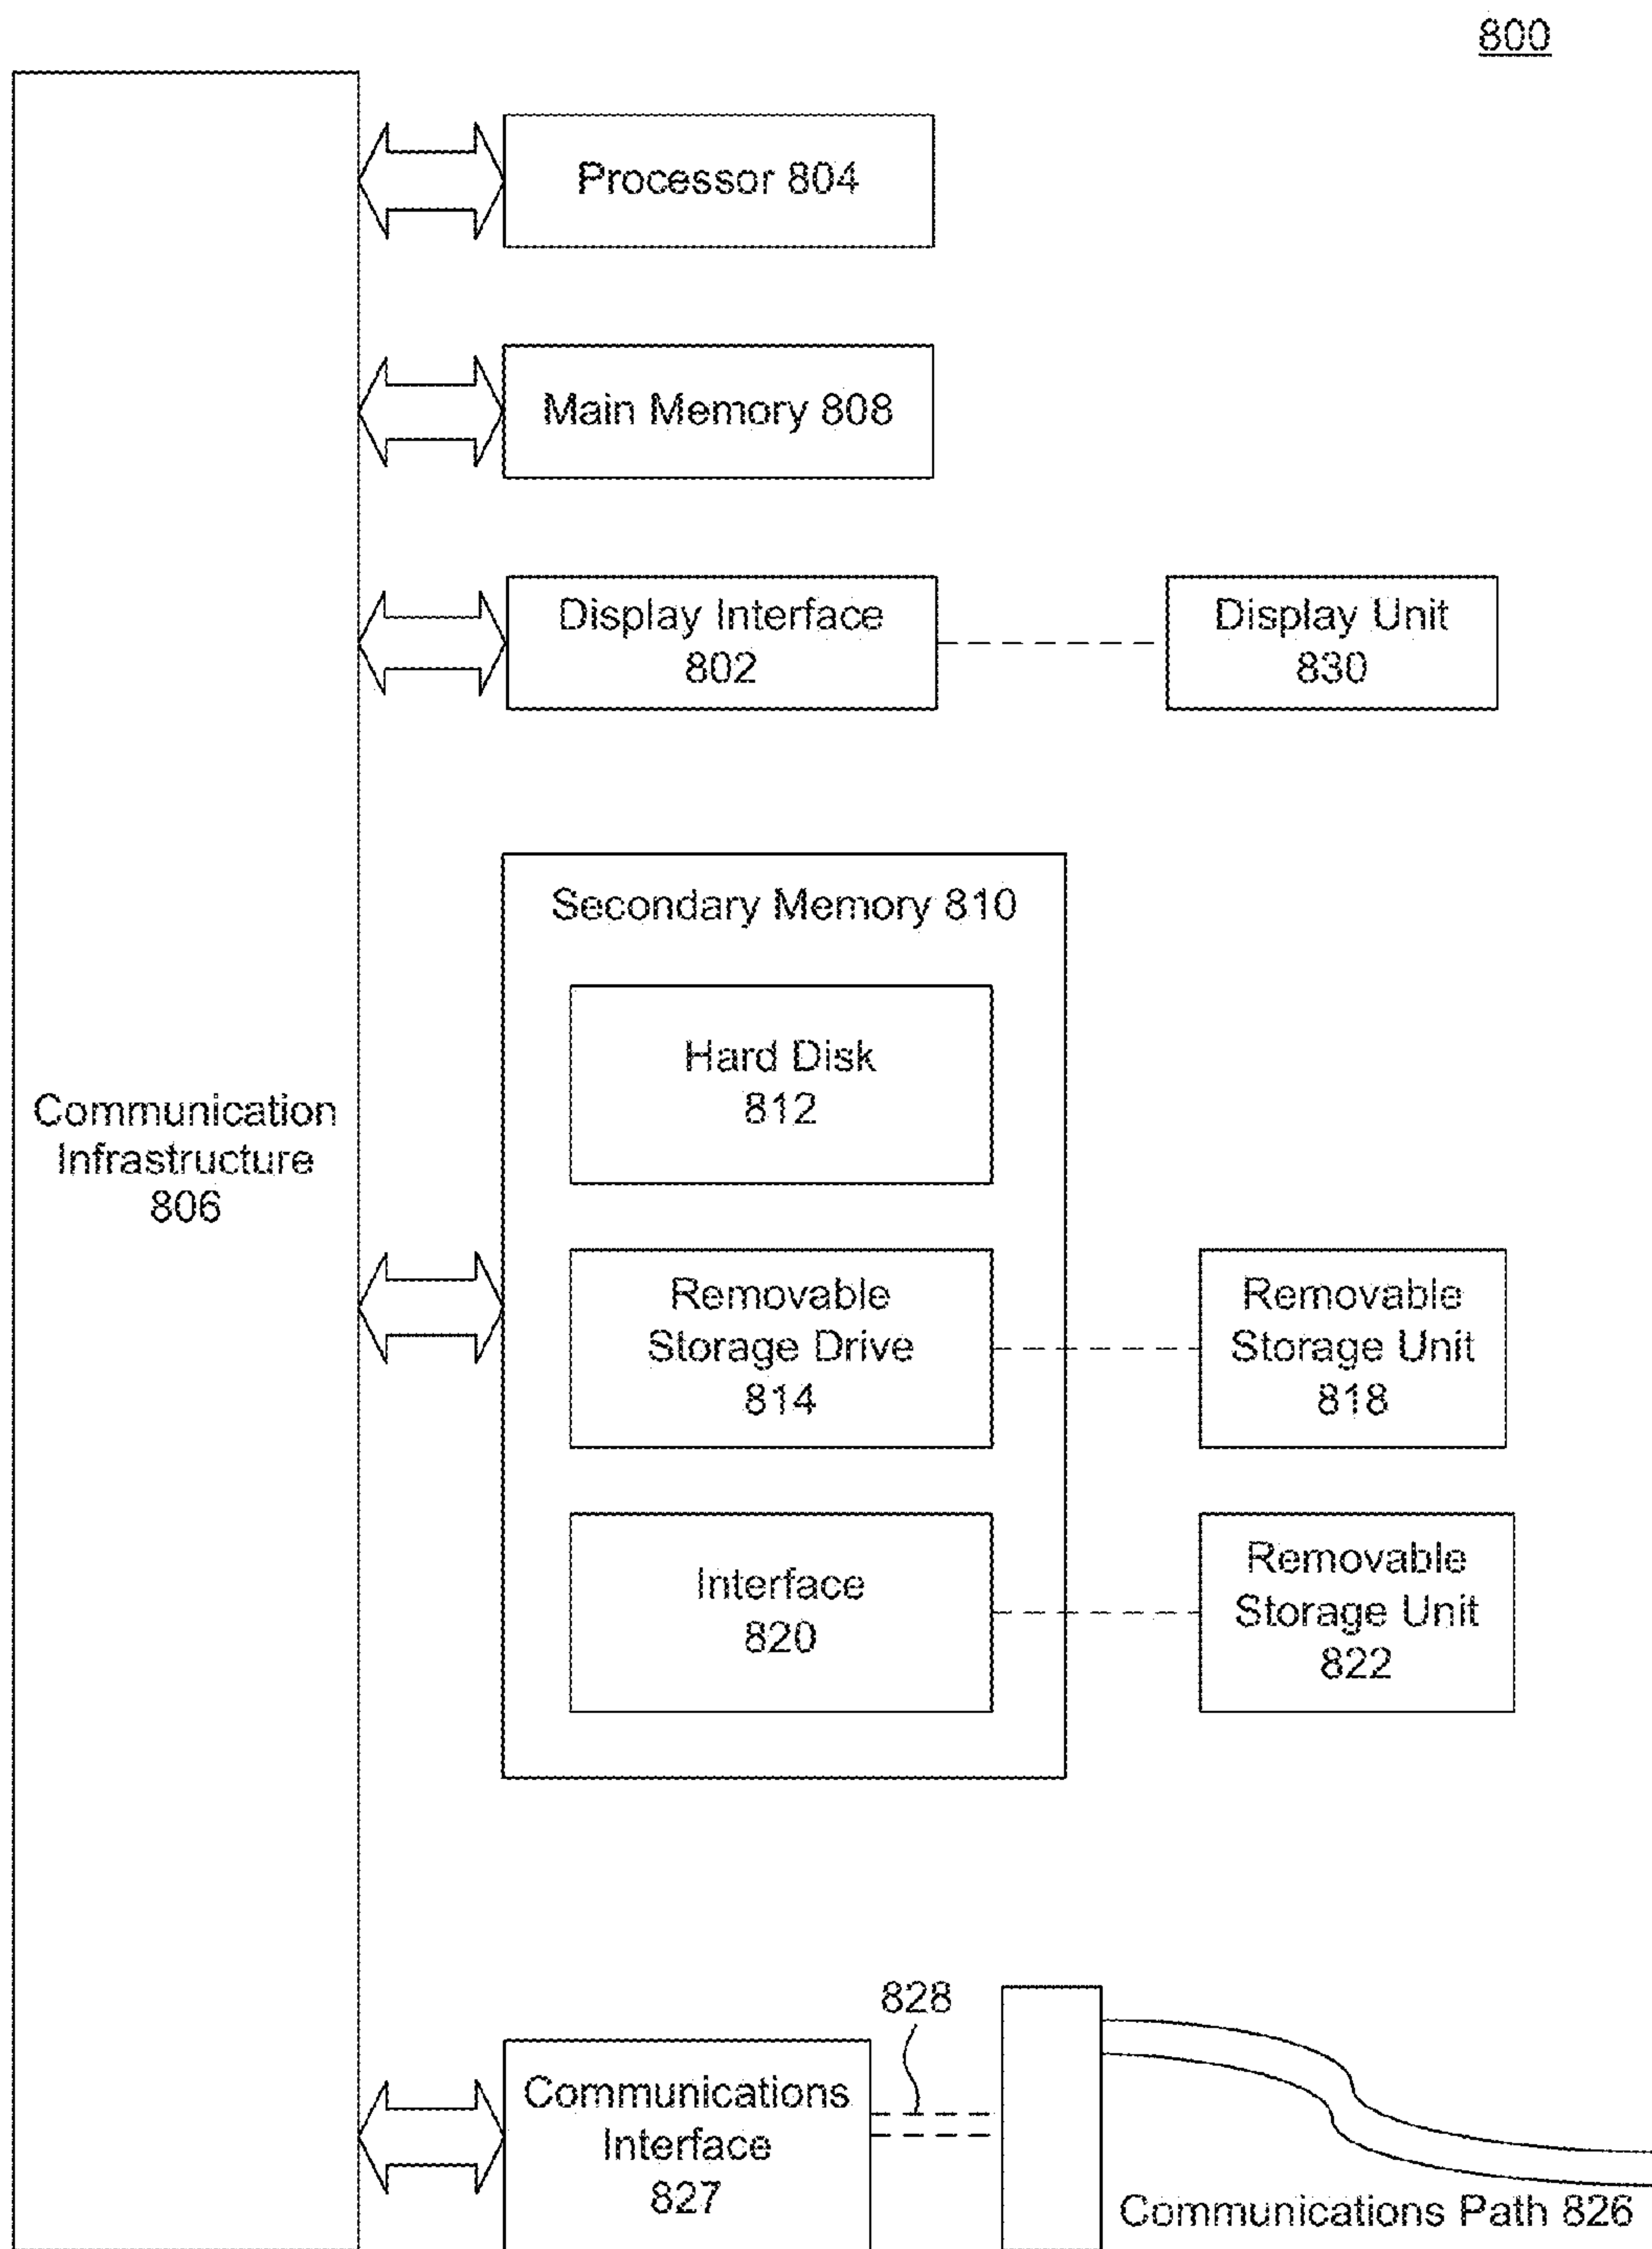 800
Processor 804
Main Memory 808
Display Interface
802
Display Unit
830
Secondary Memory 810
Hard Disk
812
Communication
Infrastructure
806
Removable
Storage Drive
814
Removable
Storage Unit
818
Interface
820
Removable
Storage Unit
822
828
Communications
Interface
827
Communications Path 826